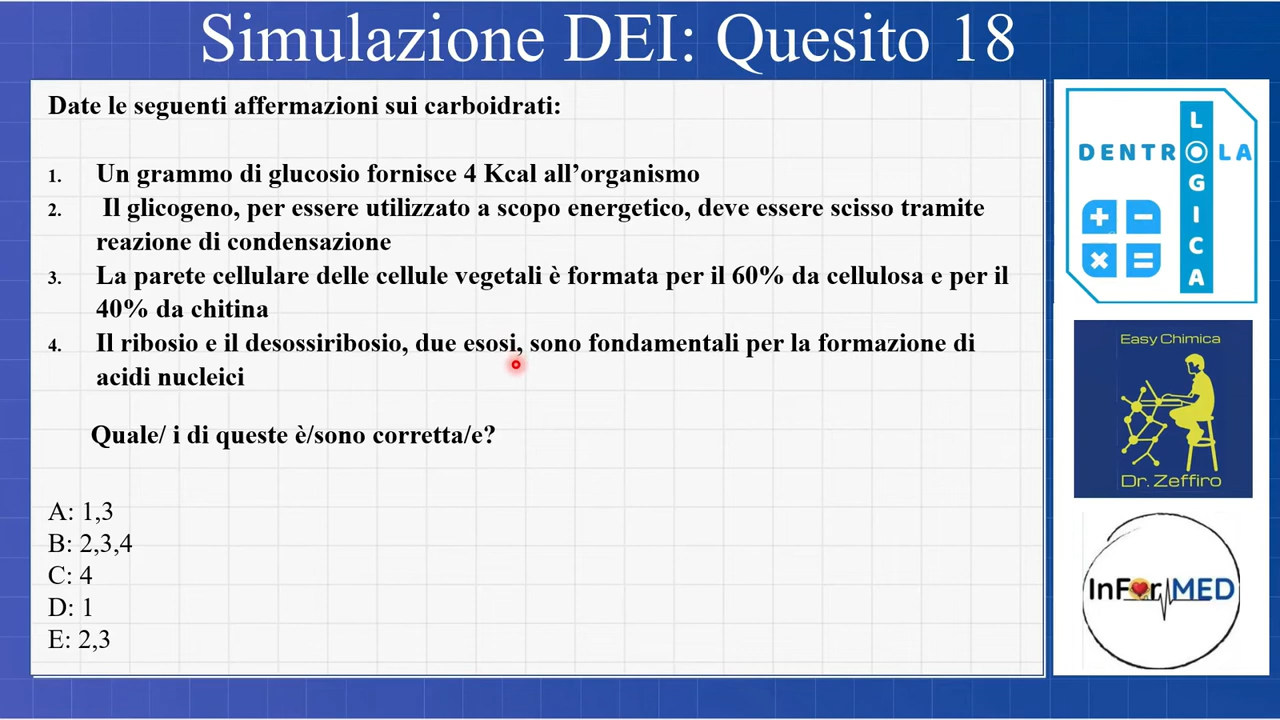 Simulazione DEI: Quesito 18
Date le seguenti affermazioni sui carboidrati:
1. Un grammo di glucosio fornisce 4 Kcal all’organismo
2. Il glicogeno, per essere utilizzato a scopo energetico, deve essere scisso tramite
reazione di condensazione
3. La parete cellulare delle cellule vegetali è formata per il 60% da cellulosa e per il
40% da chitina
4. Il ribosio e il desossiribosio, due esosi, sono fondamentali per la formazione di
acidi nucleici
Quale/ i di queste è/sono corretta/e?
A: 1,3
B: 2,3,4
C: 4
D: 1
E: 2,3
DENTRO LA
LOGICA
Easy Chimica
Dr. Zeffiro
InForMED